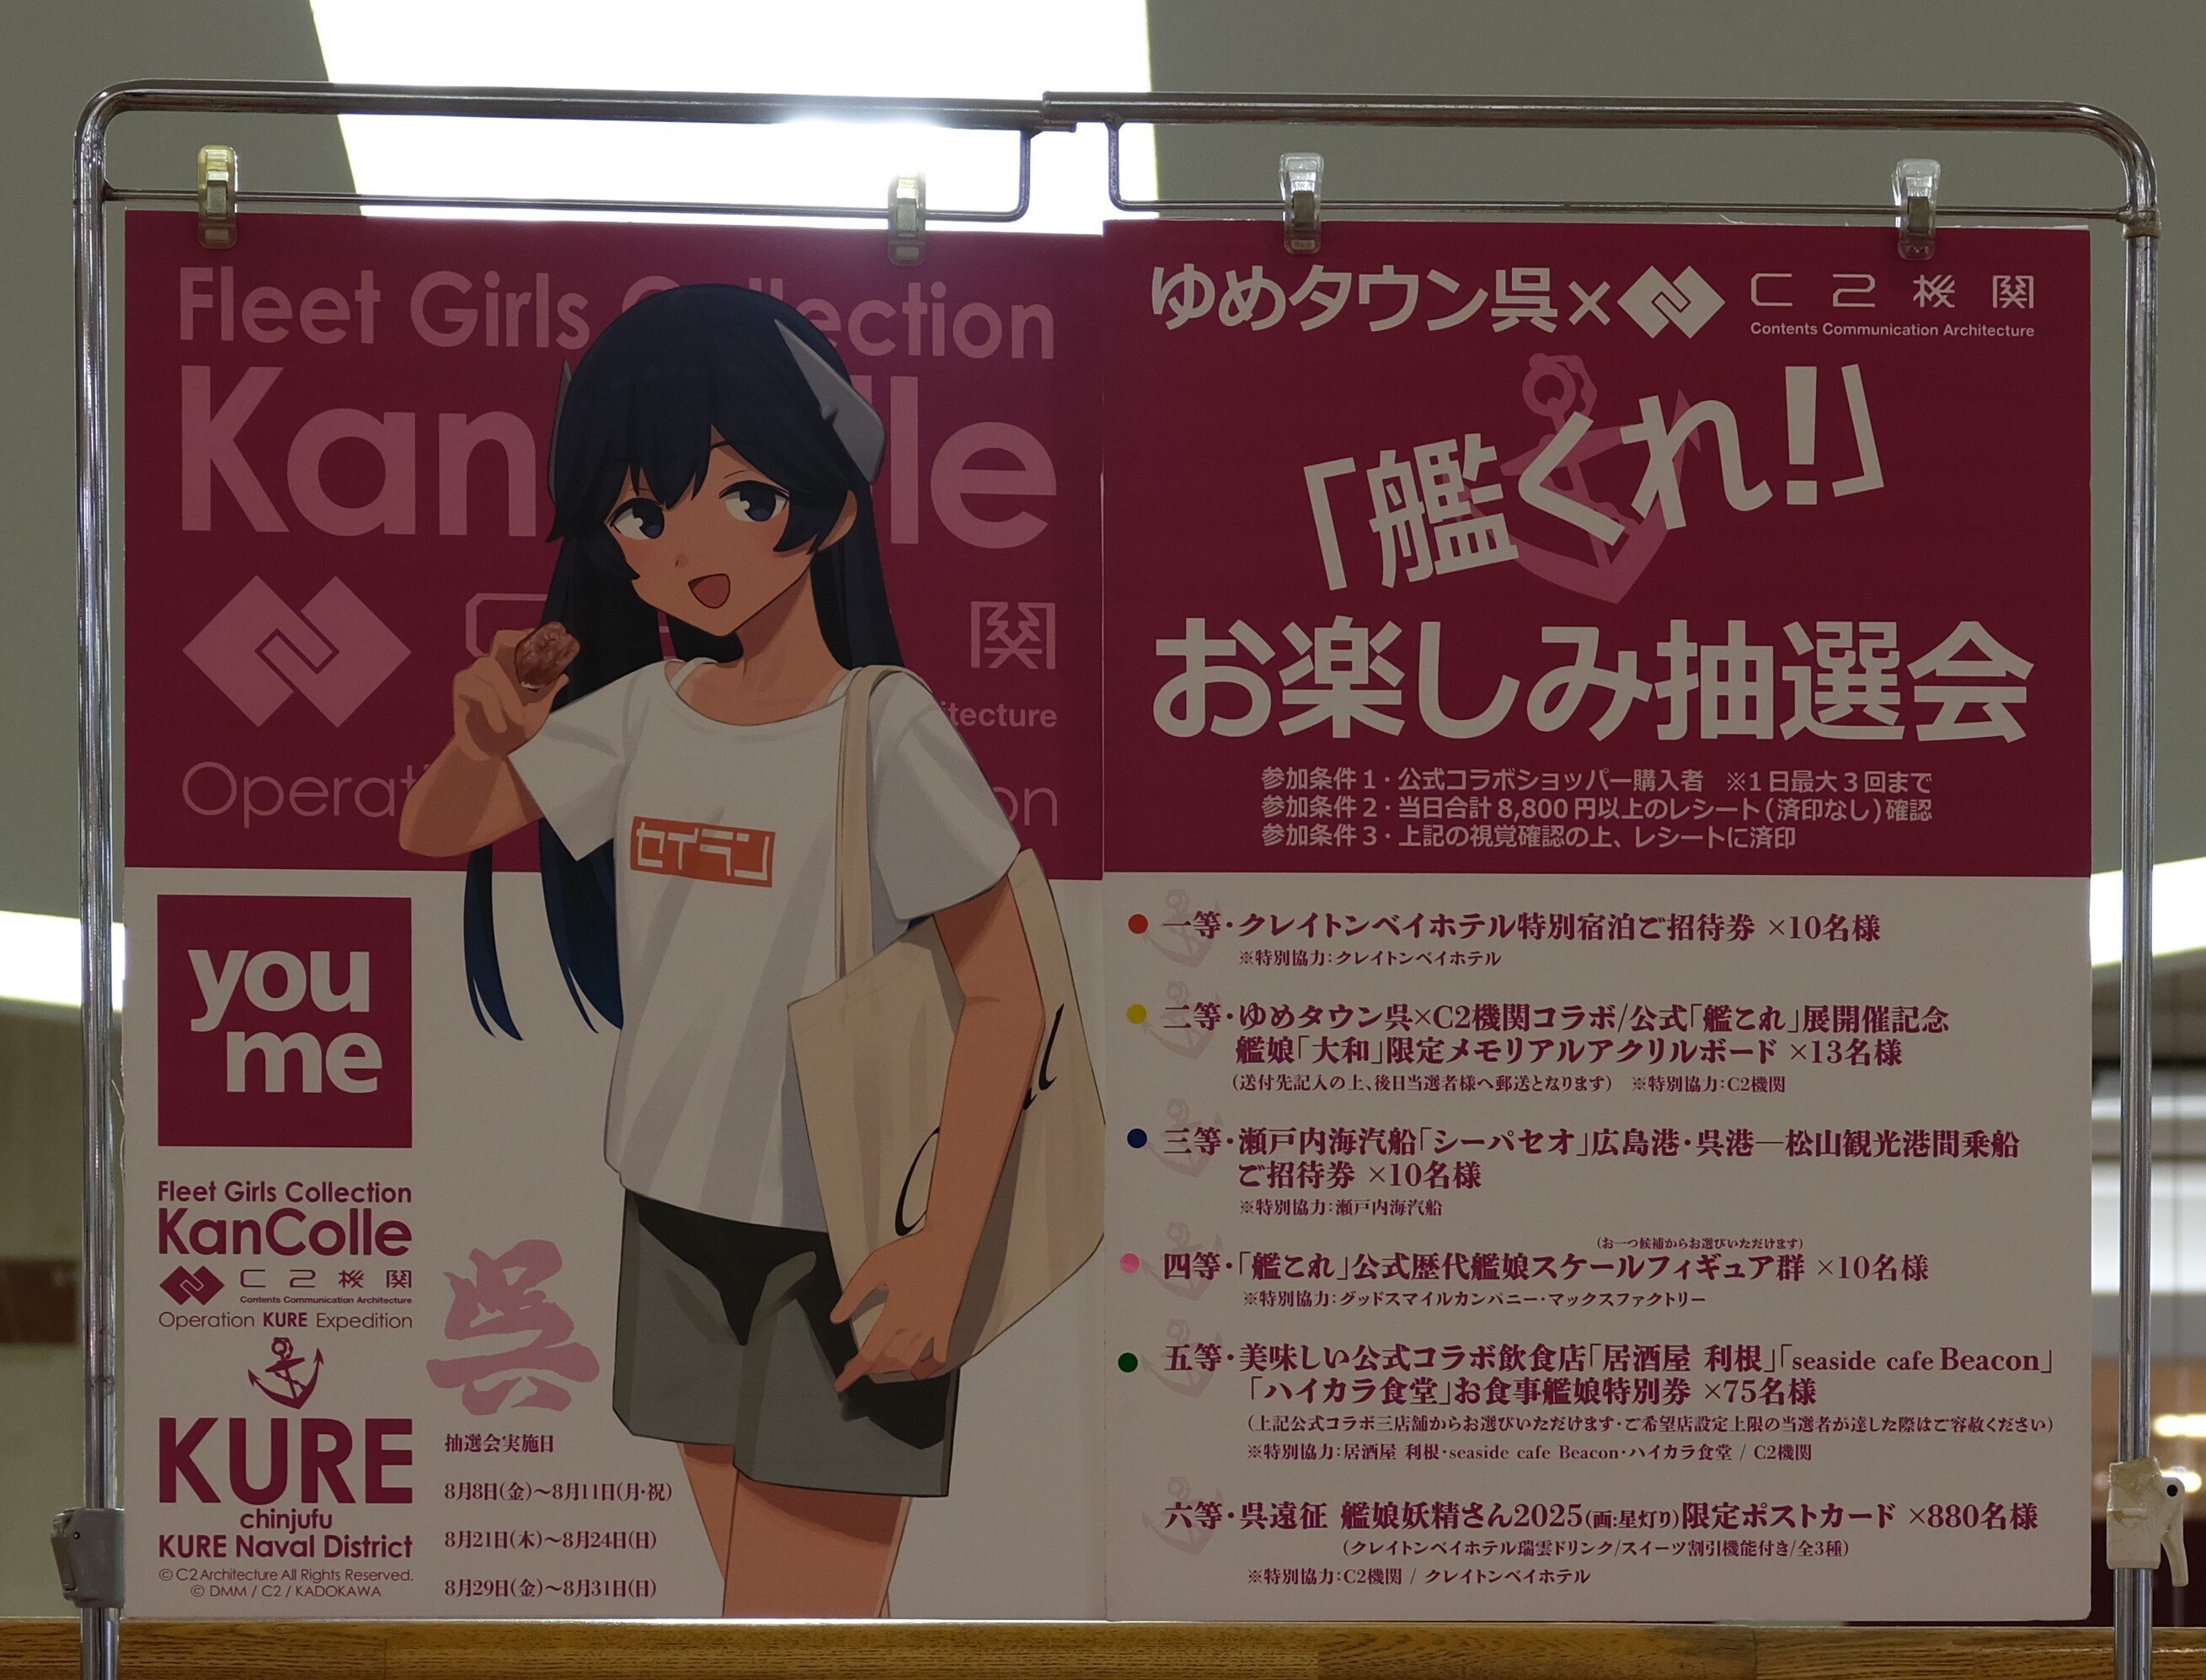 Fleet Girls Collection
KanColle
関
itecture
Operat on
セイラン
you
me
Fleet Girls Collection
KanColle
C2機関
Contents Communication Architecture
Operation KURE Expedition
KURE
chinjufu
KURE Naval District
© C2 Architecture All Rights Reserved.
© DMM / C2 / KADOKAWA
呉
抽選会実施日
8月8日(金)〜8月11日(月・祝)
8月21日(木)〜8月24日(日)
8月29日(金)〜8月31日(日)
ゆめタウン呉×C2機関
Contents Communication Architecture
「艦くれ!」
お楽しみ抽選会
参加条件1・公式コラボショッパー購入者 ※1日最大3回まで
参加条件2・当日合計8,800円以上のレシート(済印なし)確認
参加条件3・上記の視覚確認の上、レシートに済印
一等・クレイトンベイホテル特別宿泊ご招待券 ×10名様
※特別協力:クレイトンベイホテル
二等・ゆめタウン呉×C2機関コラボ/公式「艦これ」展開催記念
艦娘「大和」限定メモリアルアクリルボード ×13名様
(送付先記入の上、後日当選者様へ郵送となります) ※特別協力:C2機関
三等・瀬戸内海汽船「シーパセオ」広島港・呉港―松山観光港間乗船
ご招待券 ×10名様
※特別協力:瀬戸内海汽船
(お一つ候補からお選びいただけます)
四等・「艦これ」公式歴代艦娘スケールフィギュア群 ×10名様
※特別協力:グッドスマイルカンパニー・マックスファクトリー
五等・美味しい公式コラボ飲食店「居酒屋 利根」「seaside cafe Beacon」
「ハイカラ食堂」お食事艦娘特別券 ×75名様
(上記公式コラボ三店舗からお選びいただけます・ご希望店設定上限の当選者が達した際はご容赦ください)
※特別協力:居酒屋 利根・seaside cafe Beacon・ハイカラ食堂 / C2機関
六等・呉遠征 艦娘妖精さん2025(画:星灯り)限定ポストカード ×880名様
(クレイトンベイホテル瑞雲ドリンク/スイーツ割引機能付き/全3種)
※特別協力:C2機関 / クレイトンベイホテル